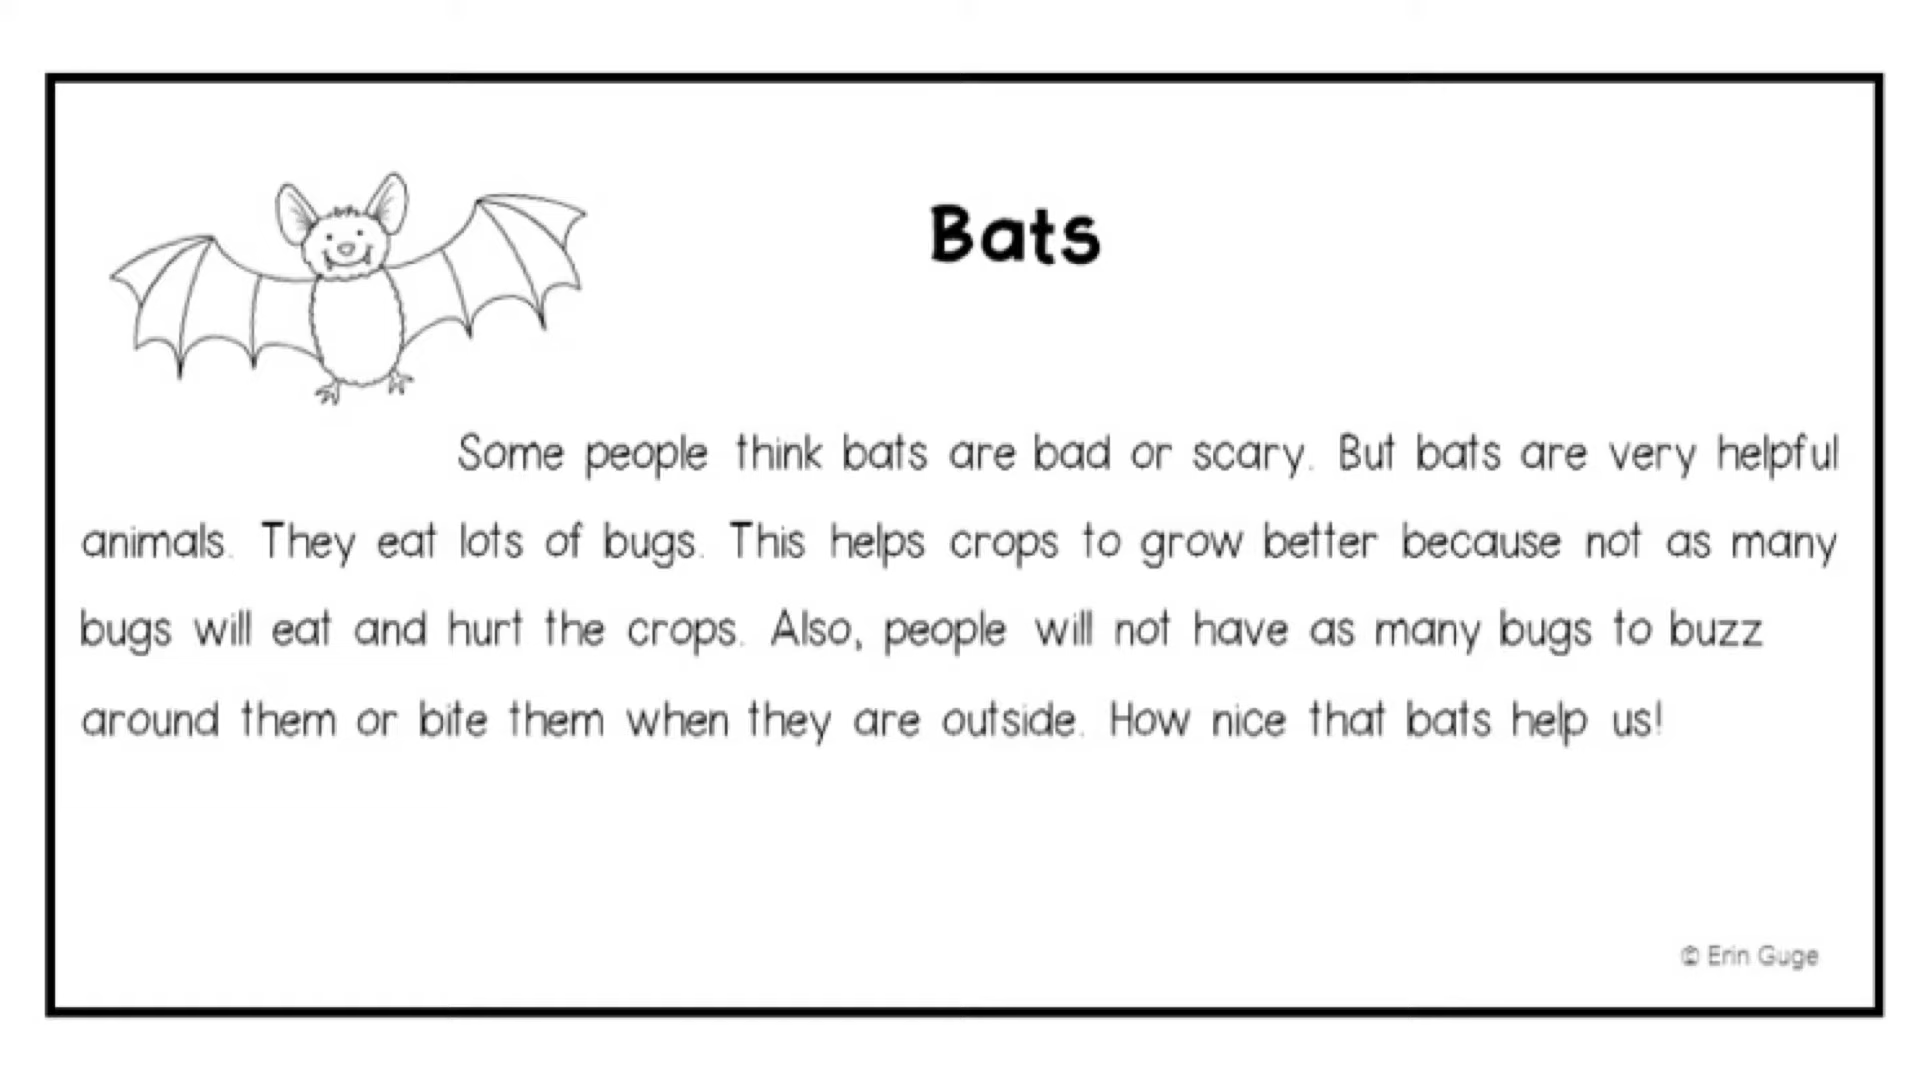 Bats
Some people think bats are bad or scary. But bats are very helpful
animals. They eat lots of bugs. This helps crops to grow better because not as many
bugs will eat and hurt the crops. Also, people will not have as many bugs to buzz
around them or bite them when they are outside. How nice that bats help us!
© Erin Guge